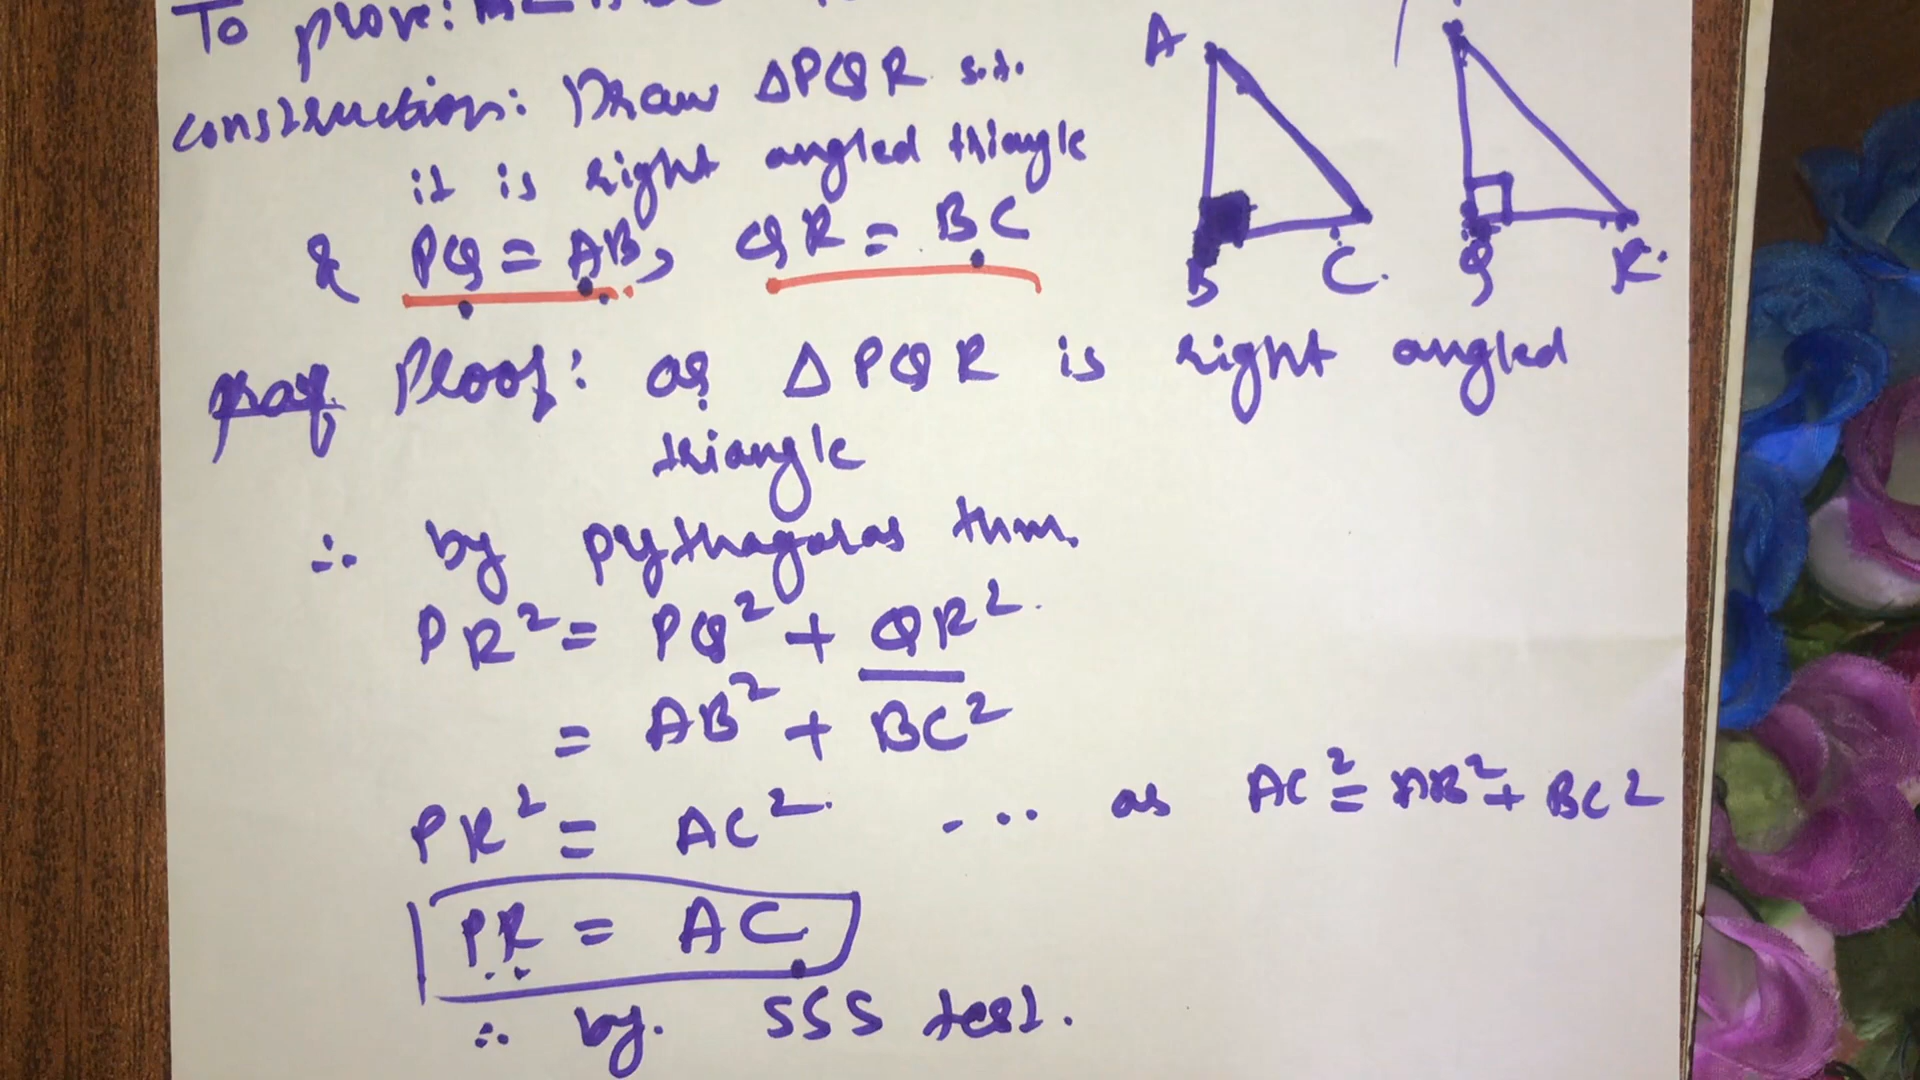 To prove:
construction: Draw ΔPQR s.t.
it is right angled triangle
& PQ = AB, QR = BC
A
B
C
Q
R
Proof: as Δ PQR is right angled
triangle
∴ by pythagoras thm.
PR² = PQ² + QR².
= AB² + BC²
PR² = AC² .... as AC² = AB² + BC²
PR = AC
∴ by. SSS test.